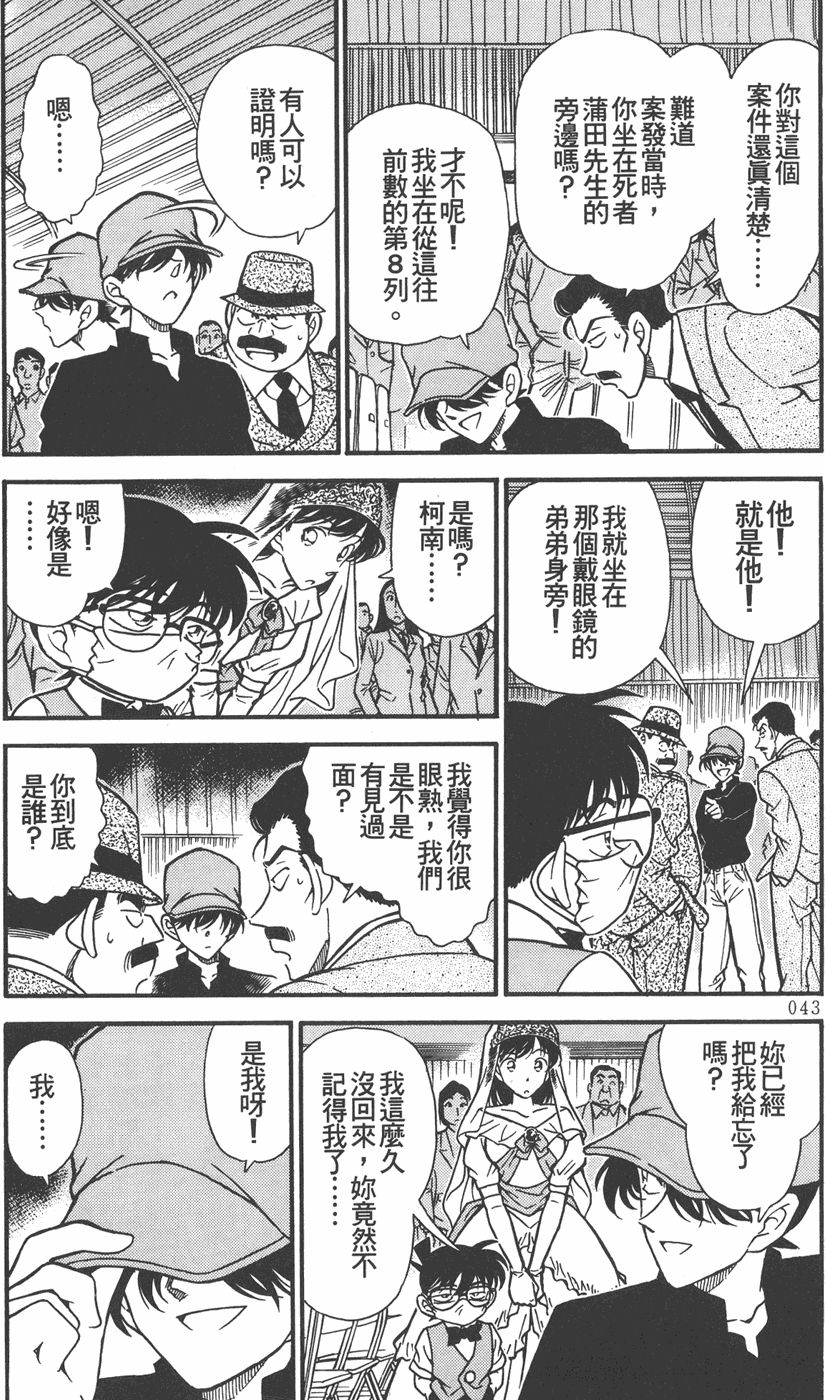 你對這個
案件還真清楚……
難道
案發當時，
你坐在死者
蒲田先生的
旁邊嗎？
才不呢！
我坐在從這往
前數的第8列。
有人可以
證明嗎？
嗯……
他！
就是他！
我就坐在
那個戴眼鏡的
弟弟身旁！
是嗎？
柯南……
嗯！
好像是
……
我覺得你很
眼熟，我們
是不是
有見過
面？
你到底
是誰？
043
妳已經
把我給忘了
嗎？
我這麼久
沒回來，妳竟然不
記得我了……
是我呀！
我……